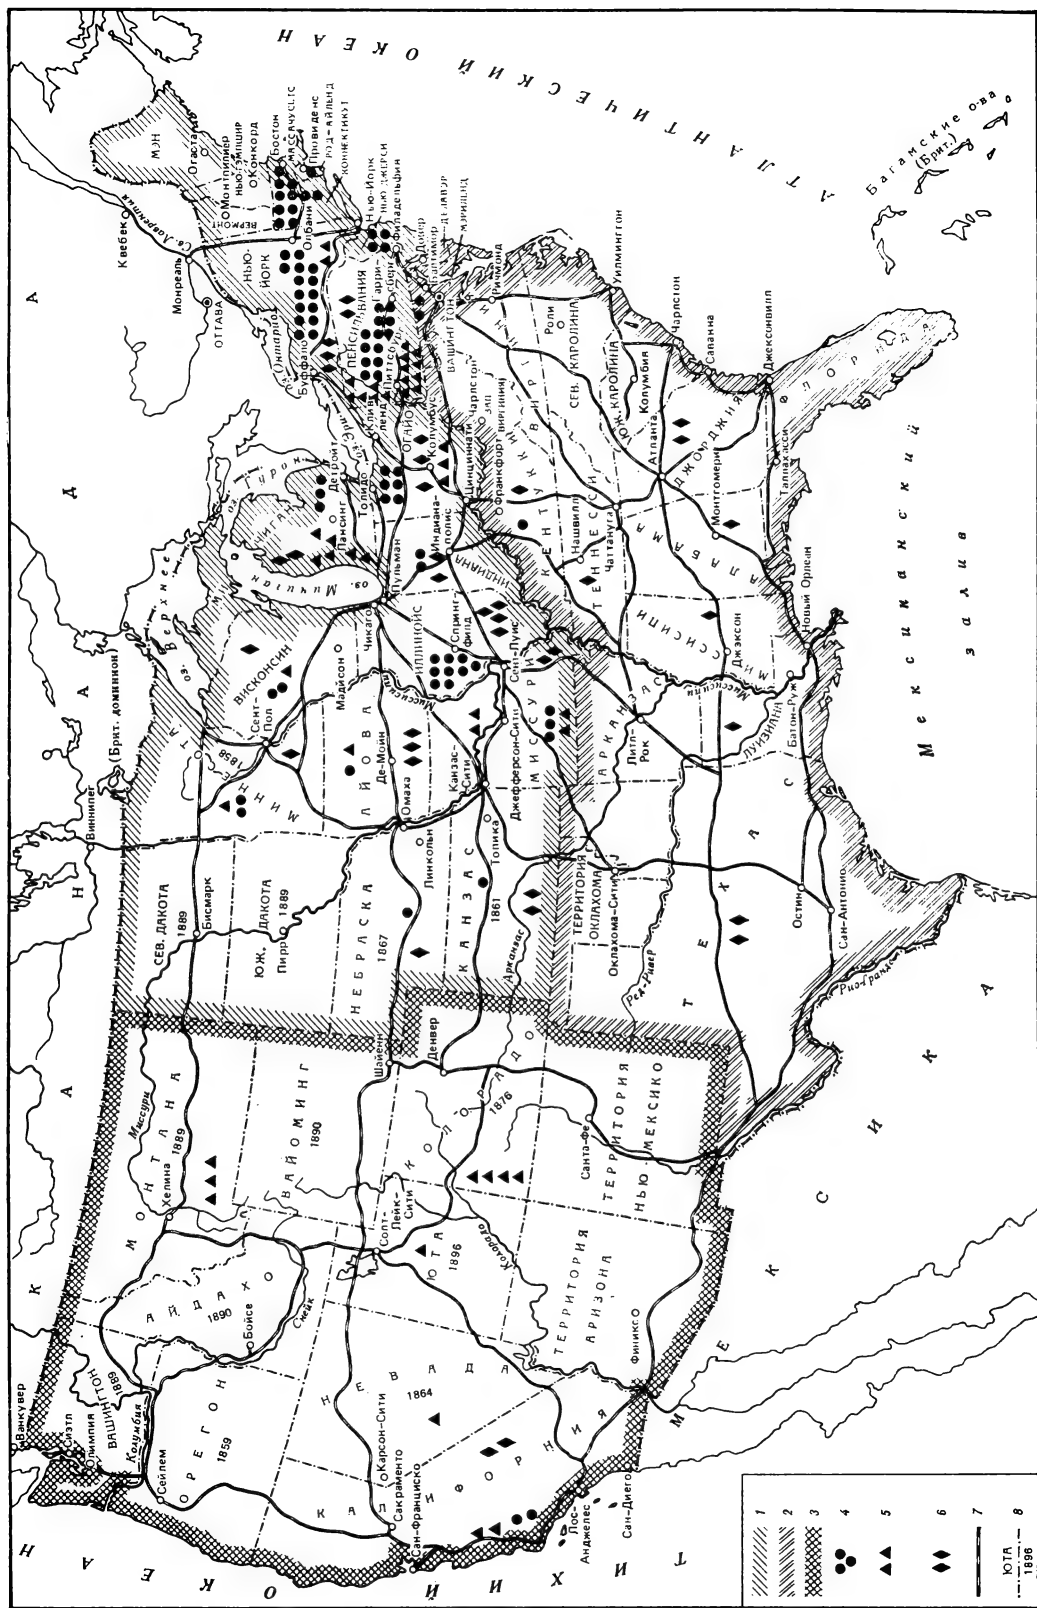 ТИХИЙ ОКЕАН
АТЛАНТИЧЕСКИЙ ОКЕАН
Мексиканский
залив
КАНАДА
(Брит. доминион)
МЕКСИКА
Багамские о-ва
(Брит.)
Ванкувер
Сиэтл
Олимпия
ВАШИНГТОН
1889
Колумбия
Сейлем
ОРЕГОН
1859
АЙДАХО
1890
Бойсе
Снейк
МОНТАНА
1889
Хелина
Миссури
ВАЙОМИНГ
1890
Шайенн
НЕВАДА
1864
Карсон-Сити
Сакраменто
Сан-Франциско
КАЛИФОРНИЯ
Лос-
Анджелес
Сан-Диего
Солт-
Лейк-
Сити
ЮТА
1896
Колорадо
КОЛОРАДО
1876
Денвер
ТЕРРИТОРИЯ
АРИЗОНА
Финикс
ТЕРРИТОРИЯ
НЬЮ-МЕКСИКО
Санта-Фе
СЕВ. ДАКОТА
1889
Бисмарк
ЮЖ. ДАКОТА
1889
Пирр
НЕБРАСКА
1867
Линкольн
Омаха
КАНЗАС
1861
Топика
Арканзас
ТЕРРИТОРИЯ
ОКЛАХОМА
Оклахома-Сити
Ред-Ривер
ТЕХАС
Остин
Сан-Антонио
Рио-Гранде
Виннипег
1858
Сент-
Пол
ВИСКОНСИН
Мадисон
АЙОВА
Де-Мойн
Канзас-
Сити
Джефферсон-Сити
МИССУРИ
Сент-Луис
ИЛЛИНОЙС
Спринг-
филд
Чикаго
Пульман
Миссисипи
АРКАНЗАС
Литл-
Рок
ЛУИЗИАНА
Батон-Руж
Новый Орлеан
Миссисипи
МИССИСИПИ
Джэксон
АЛАБАМА
Монтгомери
ТЕННЕССИ
Нашвилл
Чаттануга
КЕНТУККИ
Франкфорт
ИНДИАНА
Индиана-
полис
оз. Верхнее
оз. Мичиган
МИЧИГАН
Лансинг
Детройт
Толидо
ОГАЙО
Колумбус
Цинциннати
Клив-
ленд
Чарлстон
ЗАП.
ВИРГИНИЯ
ВИРГИНИЯ
Ричмонд
СЕВ. КАРОЛИНА
Роли
Уилмингтон
ЮЖ. КАРОЛИНА
Колумбия
Чарлстон
ДЖОРДЖИЯ
Атланта
Саванна
Джексонвилл
ФЛОРИДА
Таллахасси
Квебек
Св. Лаврентия
Монреаль
ОТТАВА
Онтарио
Буффало
НЬЮ-
ЙОРК
Олбани
МЭН
Огаста
Монтпилиер
ВЕРМОНТ
НЬЮ-ГЭМПШИР
Конкорд
Бостон
МАССАЧУСЕТС
Провиденс
РОД-АЙЛЕНД
КОННЕКТИКУТ
Нью-Йорк
НЬЮ-ДЖЕРСИ
Филадельфия
ПЕНСИЛЬВАНИЯ
Гарри-
сберг
Питтсбург
Довер
ДЕЛАВЭР
Балтимор
МЭРИЛЕНД
ВАШИНГТОН
1
2
3
4
5
6
7
ЮТА
1896
8